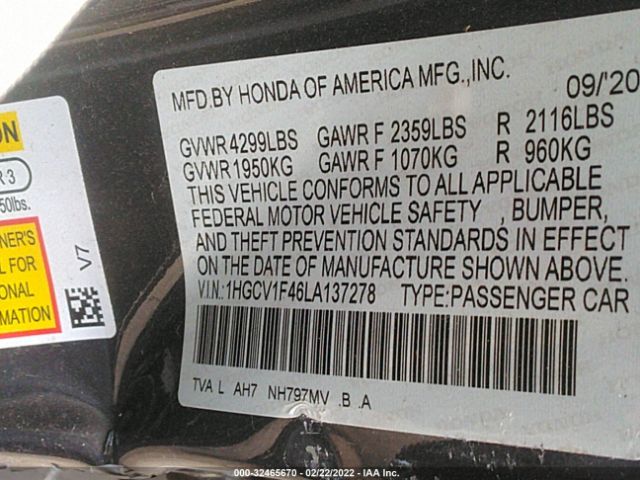 MFD.BY HONDA OF AMERICA MFG.,INC. 09/'20
GVWR 4299LBS GAWR F 2359LBS R 2116LBS
GVWR 1950KG GAWR F 1070KG R 960KG
THIS VEHICLE CONFORMS TO ALL APPLICABLE
FEDERAL MOTOR VEHICLE SAFETY , BUMPER,
AND THEFT PREVENTION STANDARDS IN EFFECT
ON THE DATE OF MANUFACTURE SHOWN ABOVE.
V.I.N.:1HGCV1F46LA137278 TYPE:PASSENGER CAR
TVA L AH7 NH797MV .B .A
ON
R 3
50lbs.
NER'S
L FOR
IONAL
MATION
V7
000-32465670 - 02/22/2022 - IAA Inc.